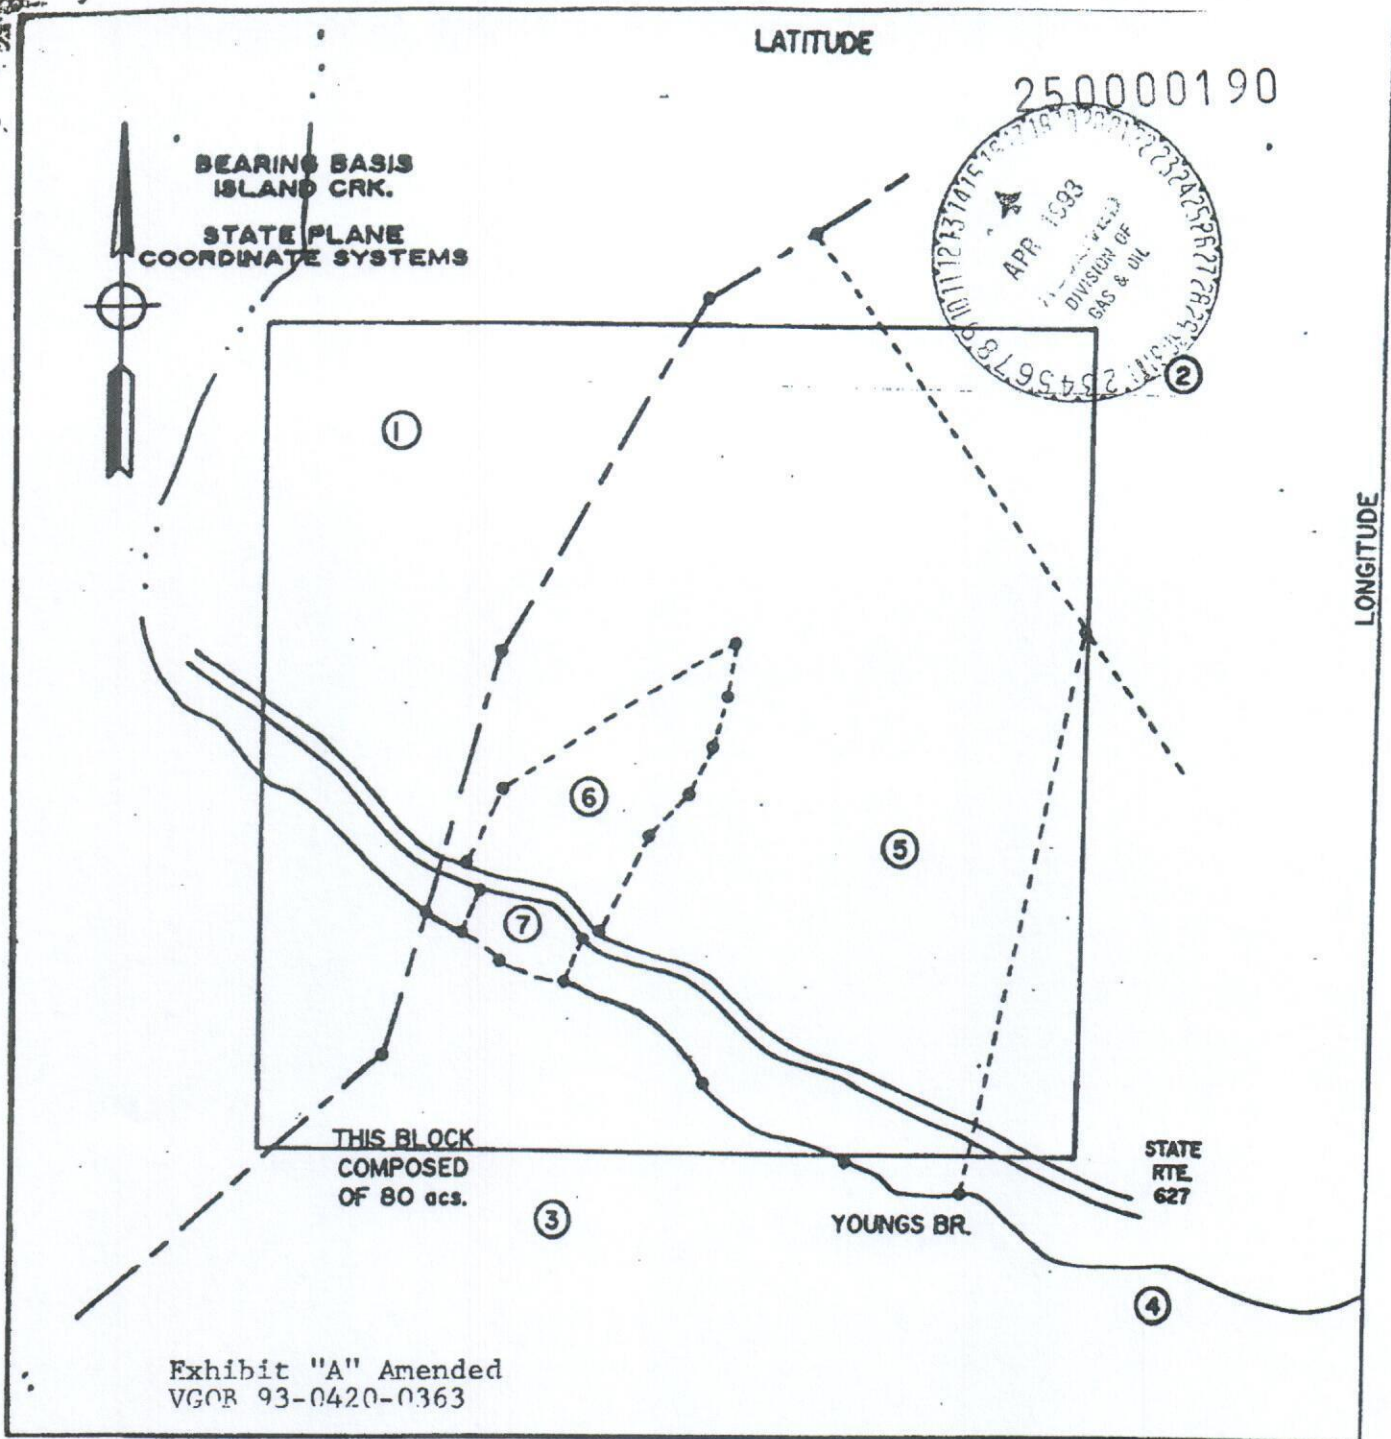 LATITUDE
250000190
BEARING BASIS
ISLAND CRK.
STATE PLANE
COORDINATE SYSTEMS
APR 1993
DIVISION OF
GAS & OIL
1
2
LONGITUDE
6
5
7
THIS BLOCK
COMPOSED
OF 80 acs.
STATE
RTE.
627
3
YOUNGS BR.
4
Exhibit "A" Amended
VGOB 93-0420-0363